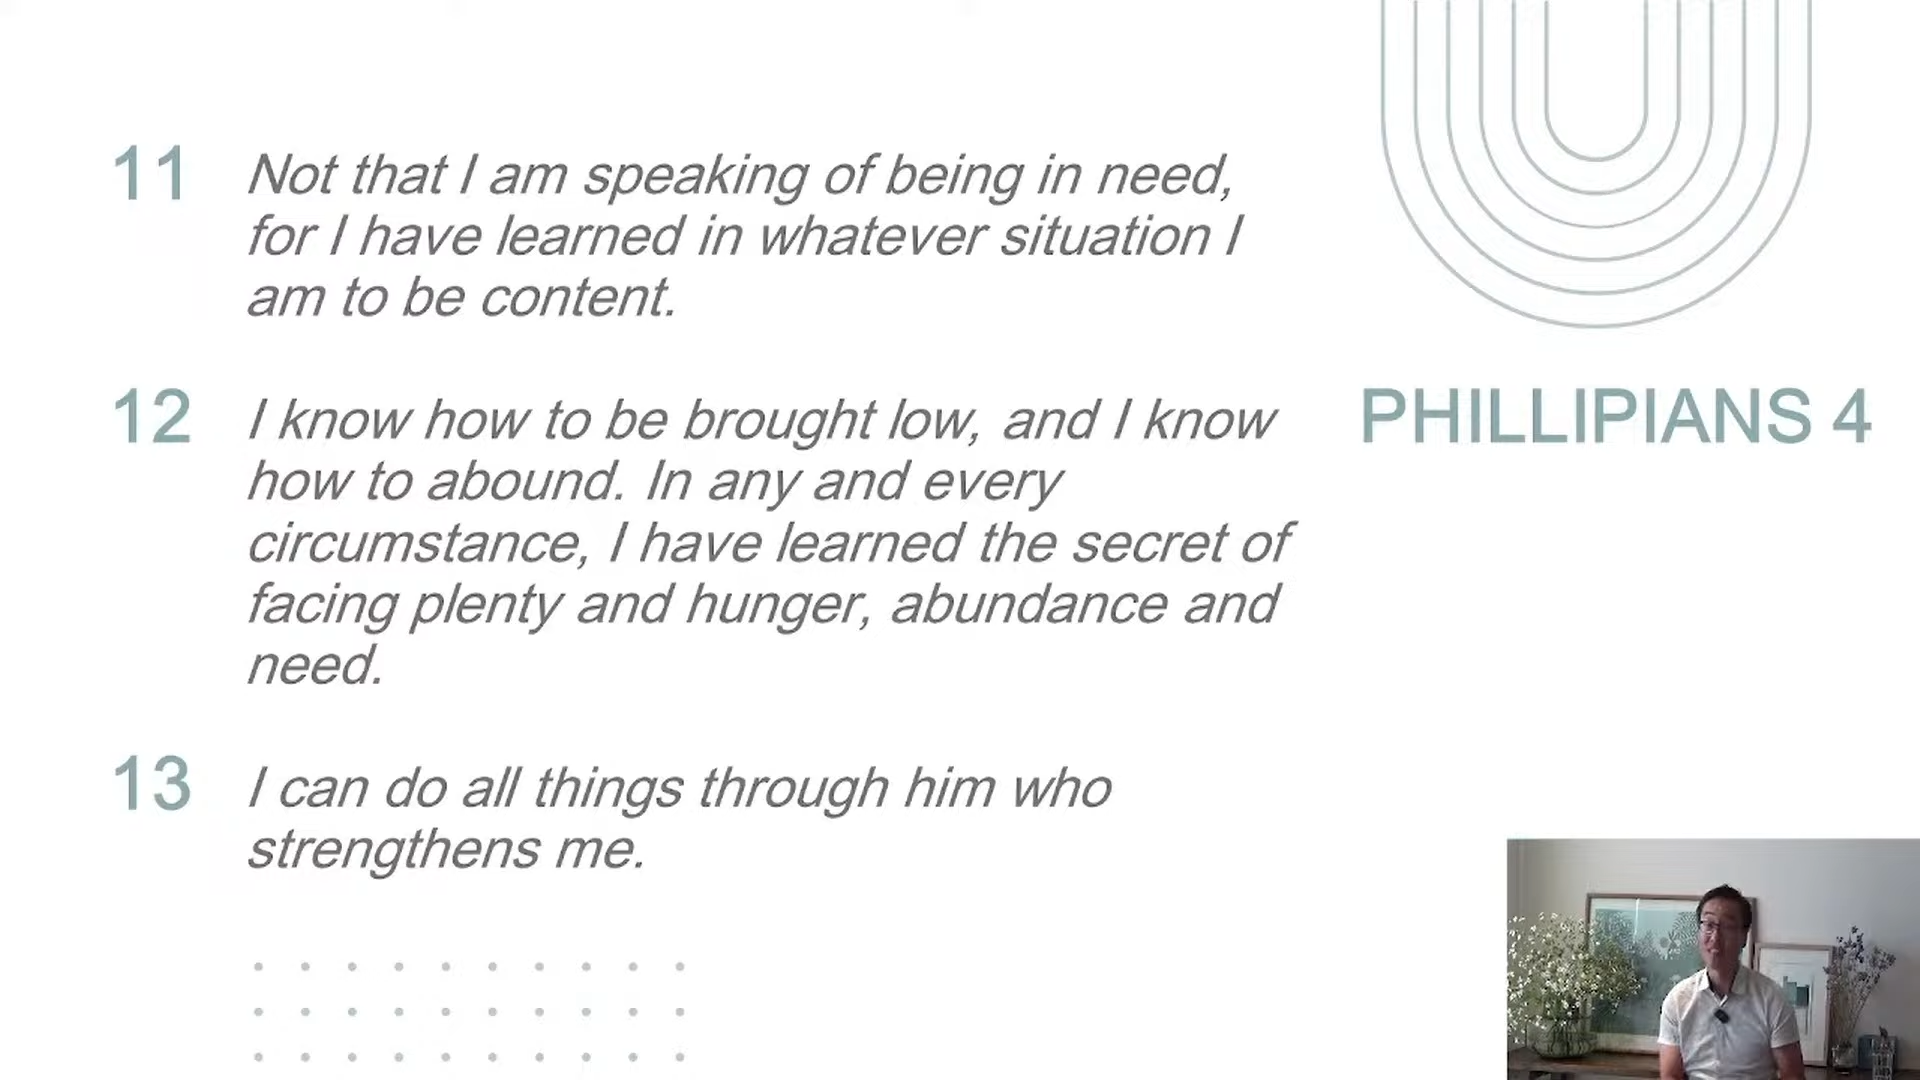 11 Not that I am speaking of being in need,
for I have learned in whatever situation I
am to be content.
12 I know how to be brought low, and I know
how to abound. In any and every
circumstance, I have learned the secret of
facing plenty and hunger, abundance and
need.
13 I can do all things through him who
strengthens me.
PHILLIPIANS 4